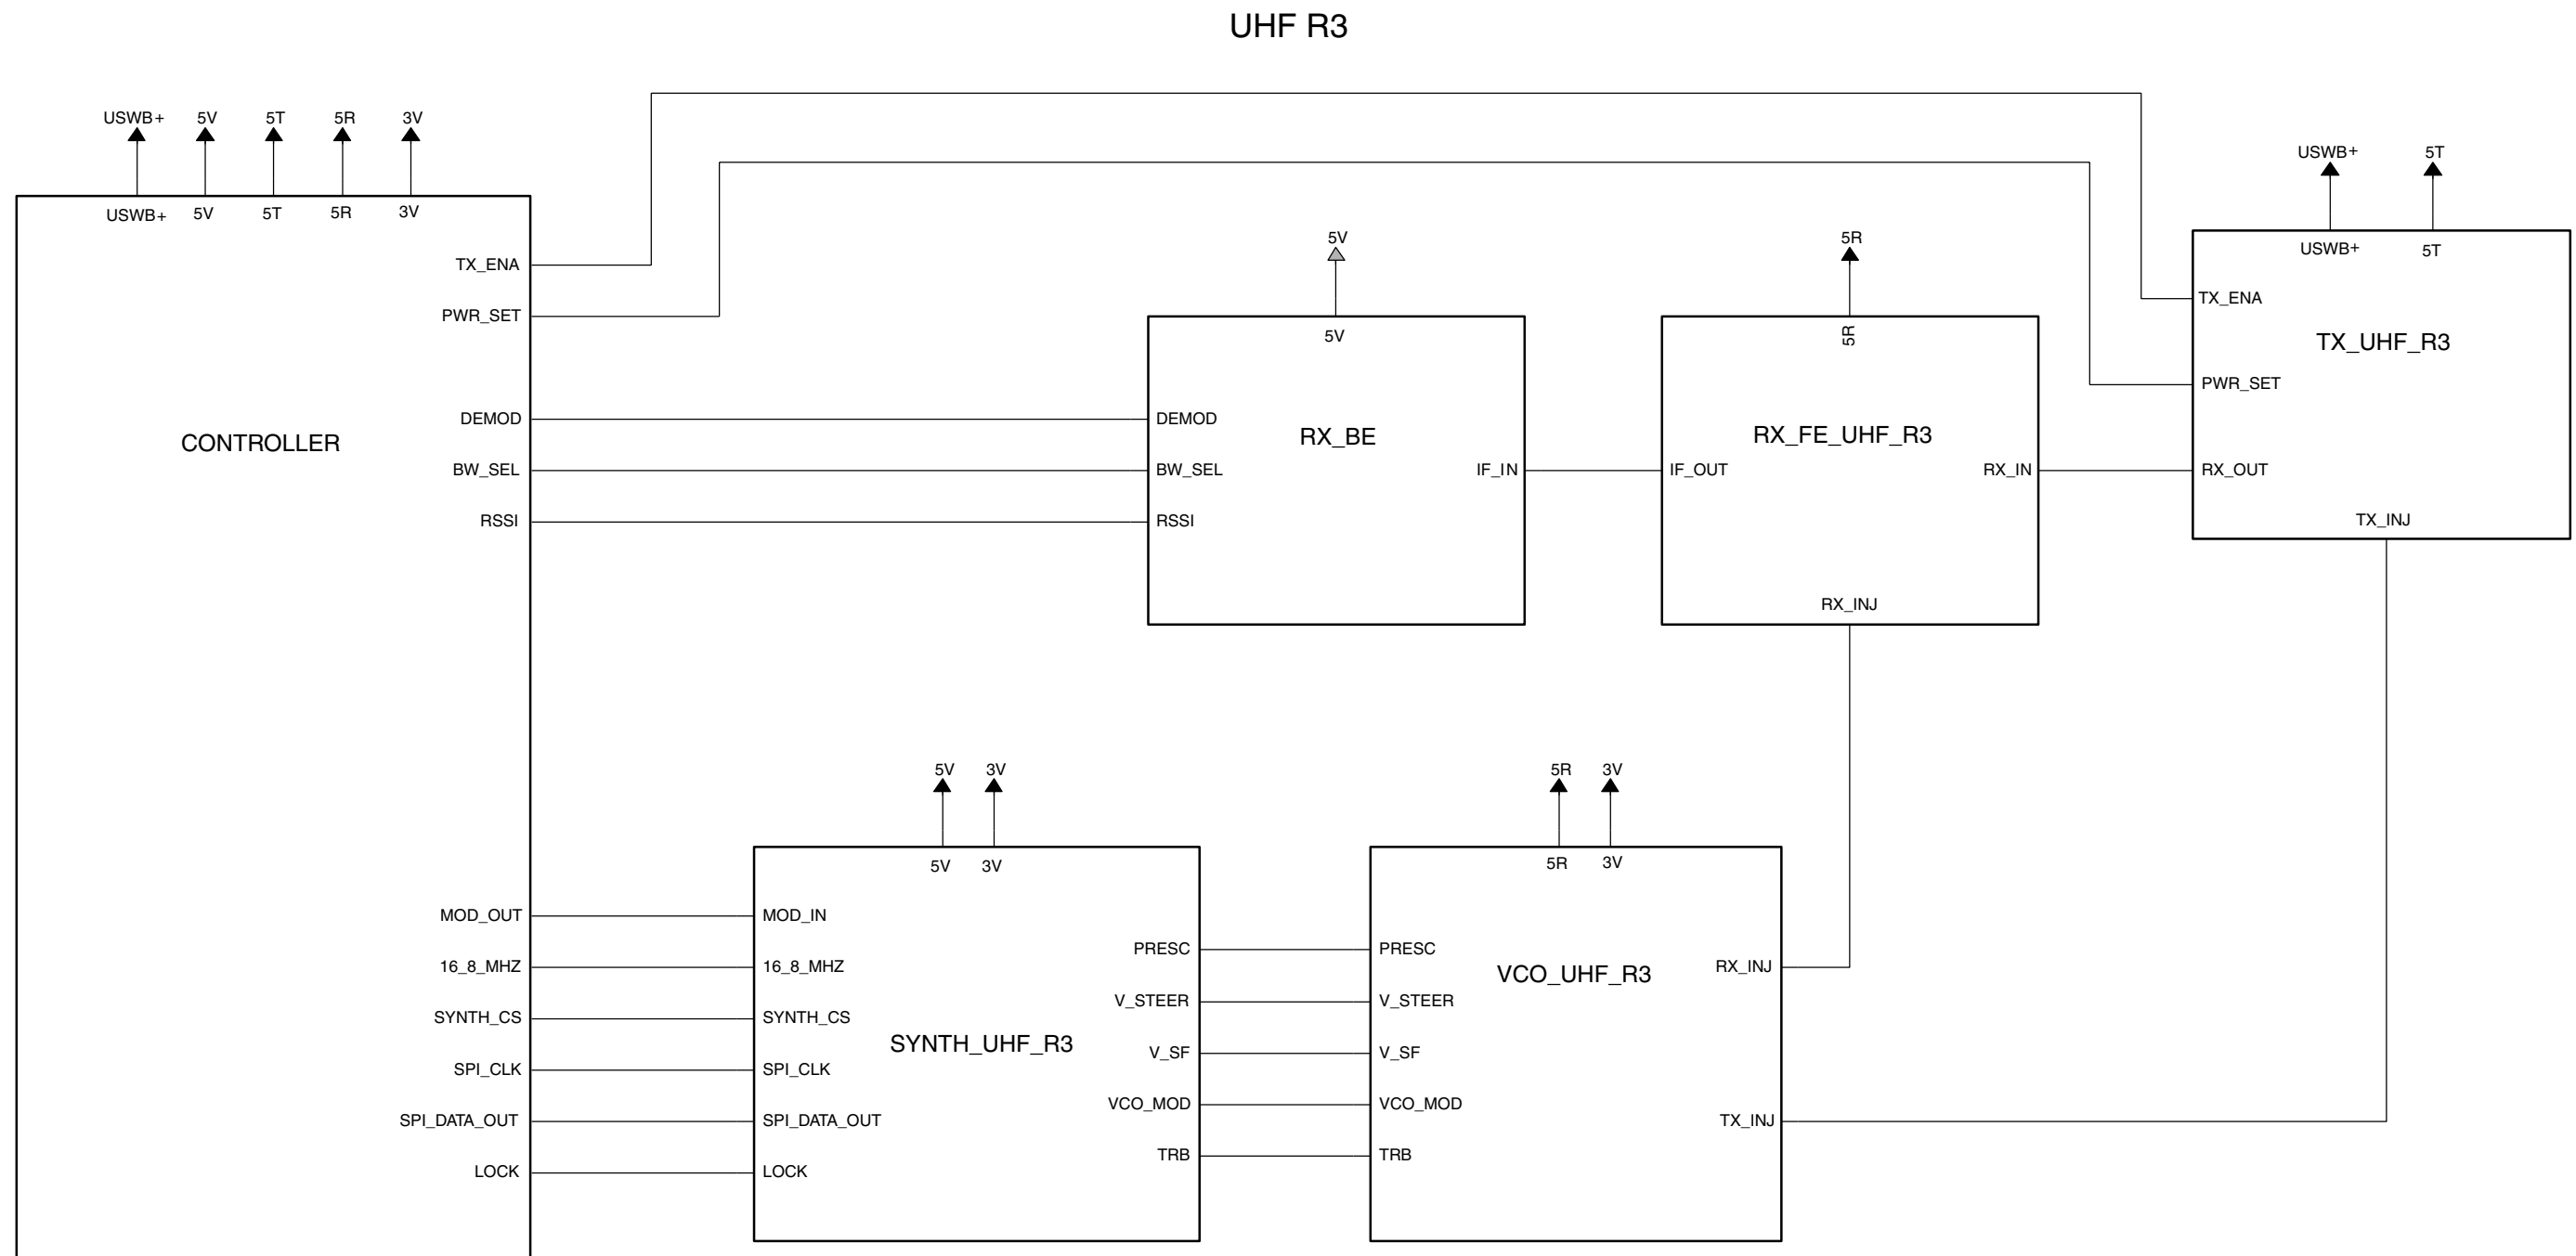 UHF R3
USWB+ 5V 5T 5R 3V
USWB+ 5V 5T 5R 3V
TX_ENA
PWR_SET
DEMOD
CONTROLLER
BW_SEL
RSSI
MOD_OUT
16_8_MHZ
SYNTH_CS
SPI_CLK
SPI_DATA_OUT
LOCK
5V
5V
DEMOD
RX_BE
BW_SEL
IF_IN
RSSI
5R
5R
RX_FE_UHF_R3
IF_OUT
RX_IN
RX_INJ
USWB+ 5T
USWB+ 5T
TX_ENA
TX_UHF_R3
PWR_SET
RX_OUT
TX_INJ
5V 3V
5V 3V
MOD_IN
16_8_MHZ
SYNTH_CS
SYNTH_UHF_R3
SPI_CLK
SPI_DATA_OUT
LOCK
PRESC
V_STEER
V_SF
VCO_MOD
TRB
5R 3V
5R 3V
PRESC
VCO_UHF_R3
V_STEER
V_SF
VCO_MOD
TRB
RX_INJ
TX_INJ